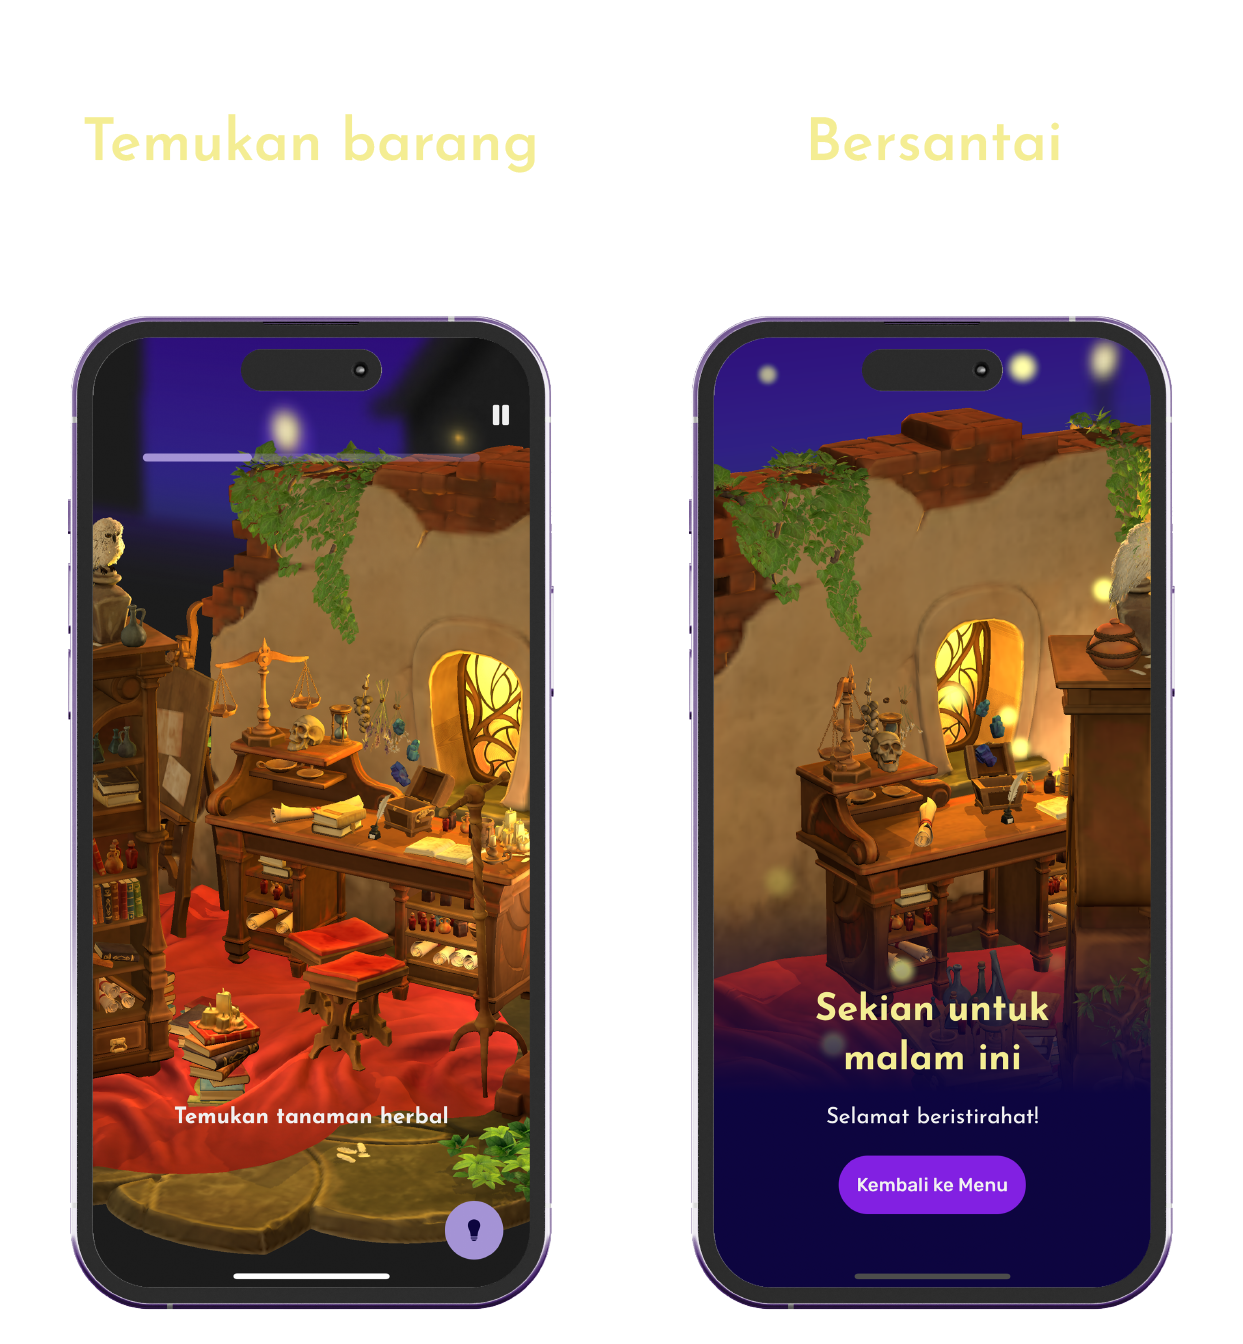 Temukan barang
Bersantai
Temukan tanaman herbal
Sekian untuk
malam ini
Selamat beristirahat!
Kembali ke Menu